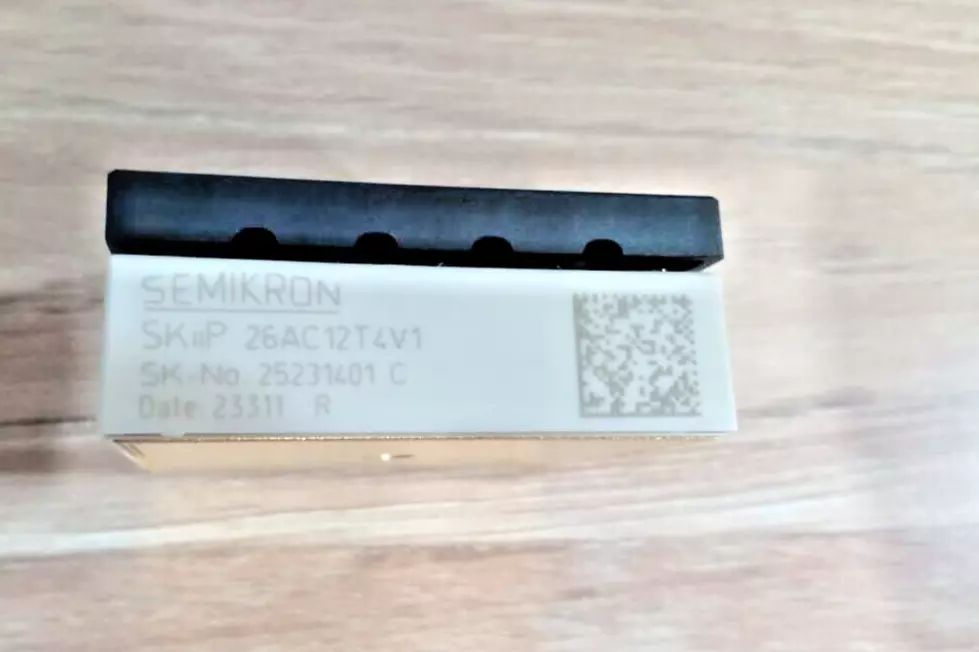 SEMIKRON
SKiiP 26AC12T4V1
SK-No 25231401 C
Date 23311 R